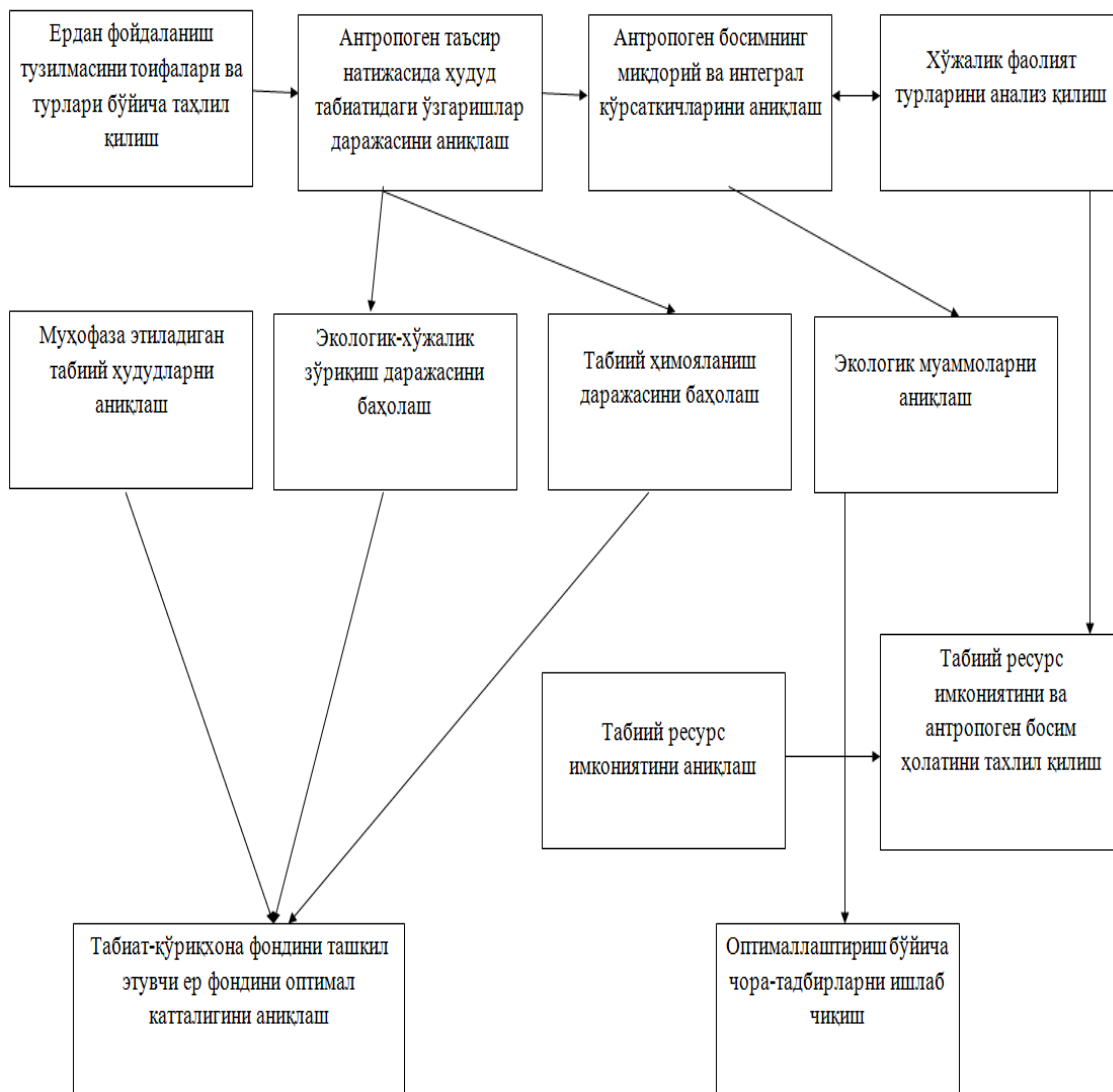 Ердан фойдаланиш
тузилмасини тоифалари ва
турлари бўйича таҳлил
қилиш
Антропоген таъсир
натижасида ҳудуд
табиатидаги ўзгаришлар
даражасини аниқлаш
Антропоген босимнинг
миқдорий ва интеграл
кўрсаткичларини аниқлаш
Хўжалик фаолият
турларини анализ қилиш
Муҳофаза этиладиган
табиий ҳудудларни
аниқлаш
Экологик-хўжалик
зўриқиш даражасини
баҳолаш
Табиий ҳимояланиш
даражасини баҳолаш
Экологик муаммоларни
аниқлаш
Табиий ресурс
имкониятини аниқлаш
Табиий ресурс
имкониятини ва
антропоген босим
ҳолатини тахлил қилиш
Табиат-қўриқхона фондини ташкил
этувчи ер фондини оптимал
катталигини аниқлаш
Оптималлаштириш бўйича
чора-тадбирларни ишлаб
чиқиш